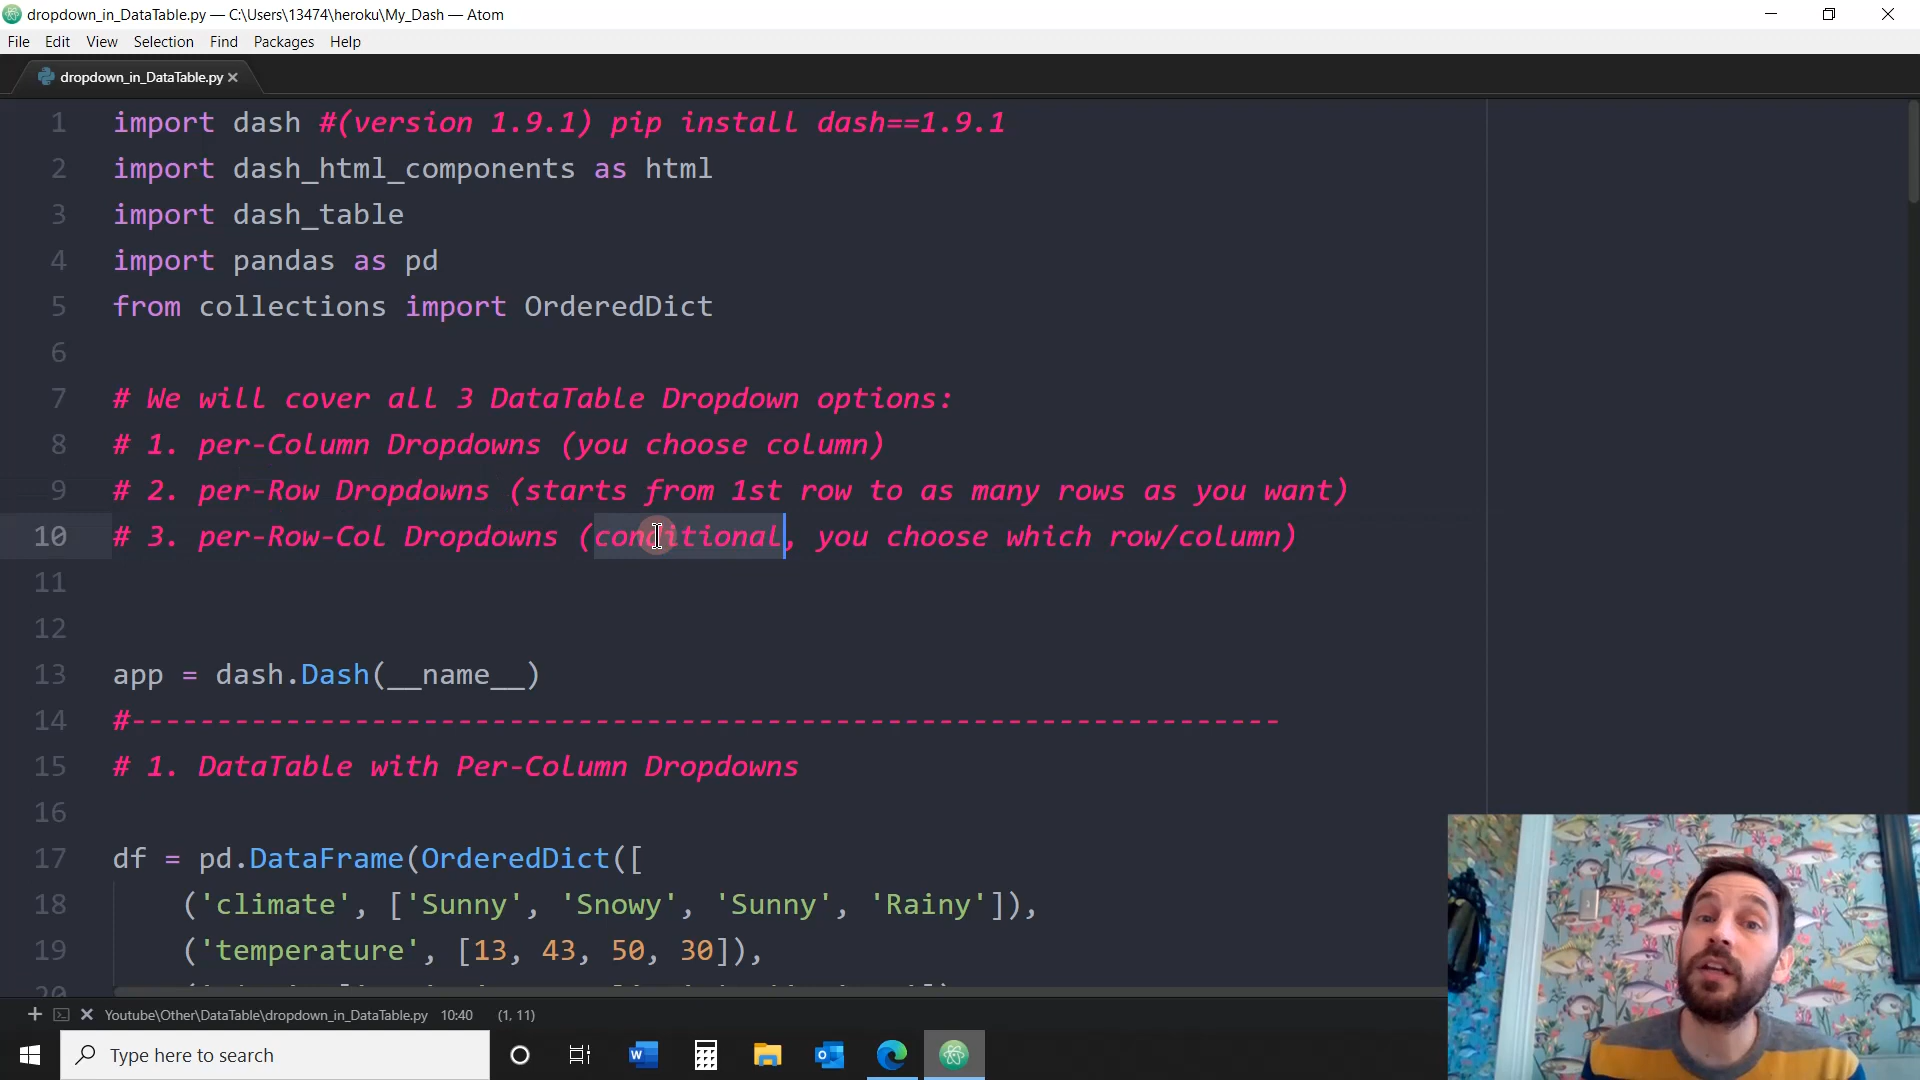 dropdown_in_DataTable.py — C:\Users\13474\heroku\My_Dash — Atom
File Edit View Selection Find Packages Help
dropdown_in_DataTable.py
1 import dash #(version 1.9.1) pip install dash==1.9.1
2 import dash_html_components as html
3 import dash_table
4 import pandas as pd
5 from collections import OrderedDict
6
7 # We will cover all 3 DataTable Dropdown options:
8 # 1. per-Column Dropdowns (you choose column)
9 # 2. per-Row Dropdowns (starts from 1st row to as many rows as you want)
10 # 3. per-Row-Col Dropdowns (conditional, you choose which row/column)
11
12
13 app = dash.Dash(__name__)
14 #-------------------------------------------------------------------
15 # 1. DataTable with Per-Column Dropdowns
16
17 df = pd.DataFrame(OrderedDict([
18 ('climate', ['Sunny', 'Snowy', 'Sunny', 'Rainy']),
19 ('temperature', [13, 43, 50, 30]),
20
Youtube\Other\DataTable\dropdown_in_DataTable.py 10:40 (1, 11)
Type here to search